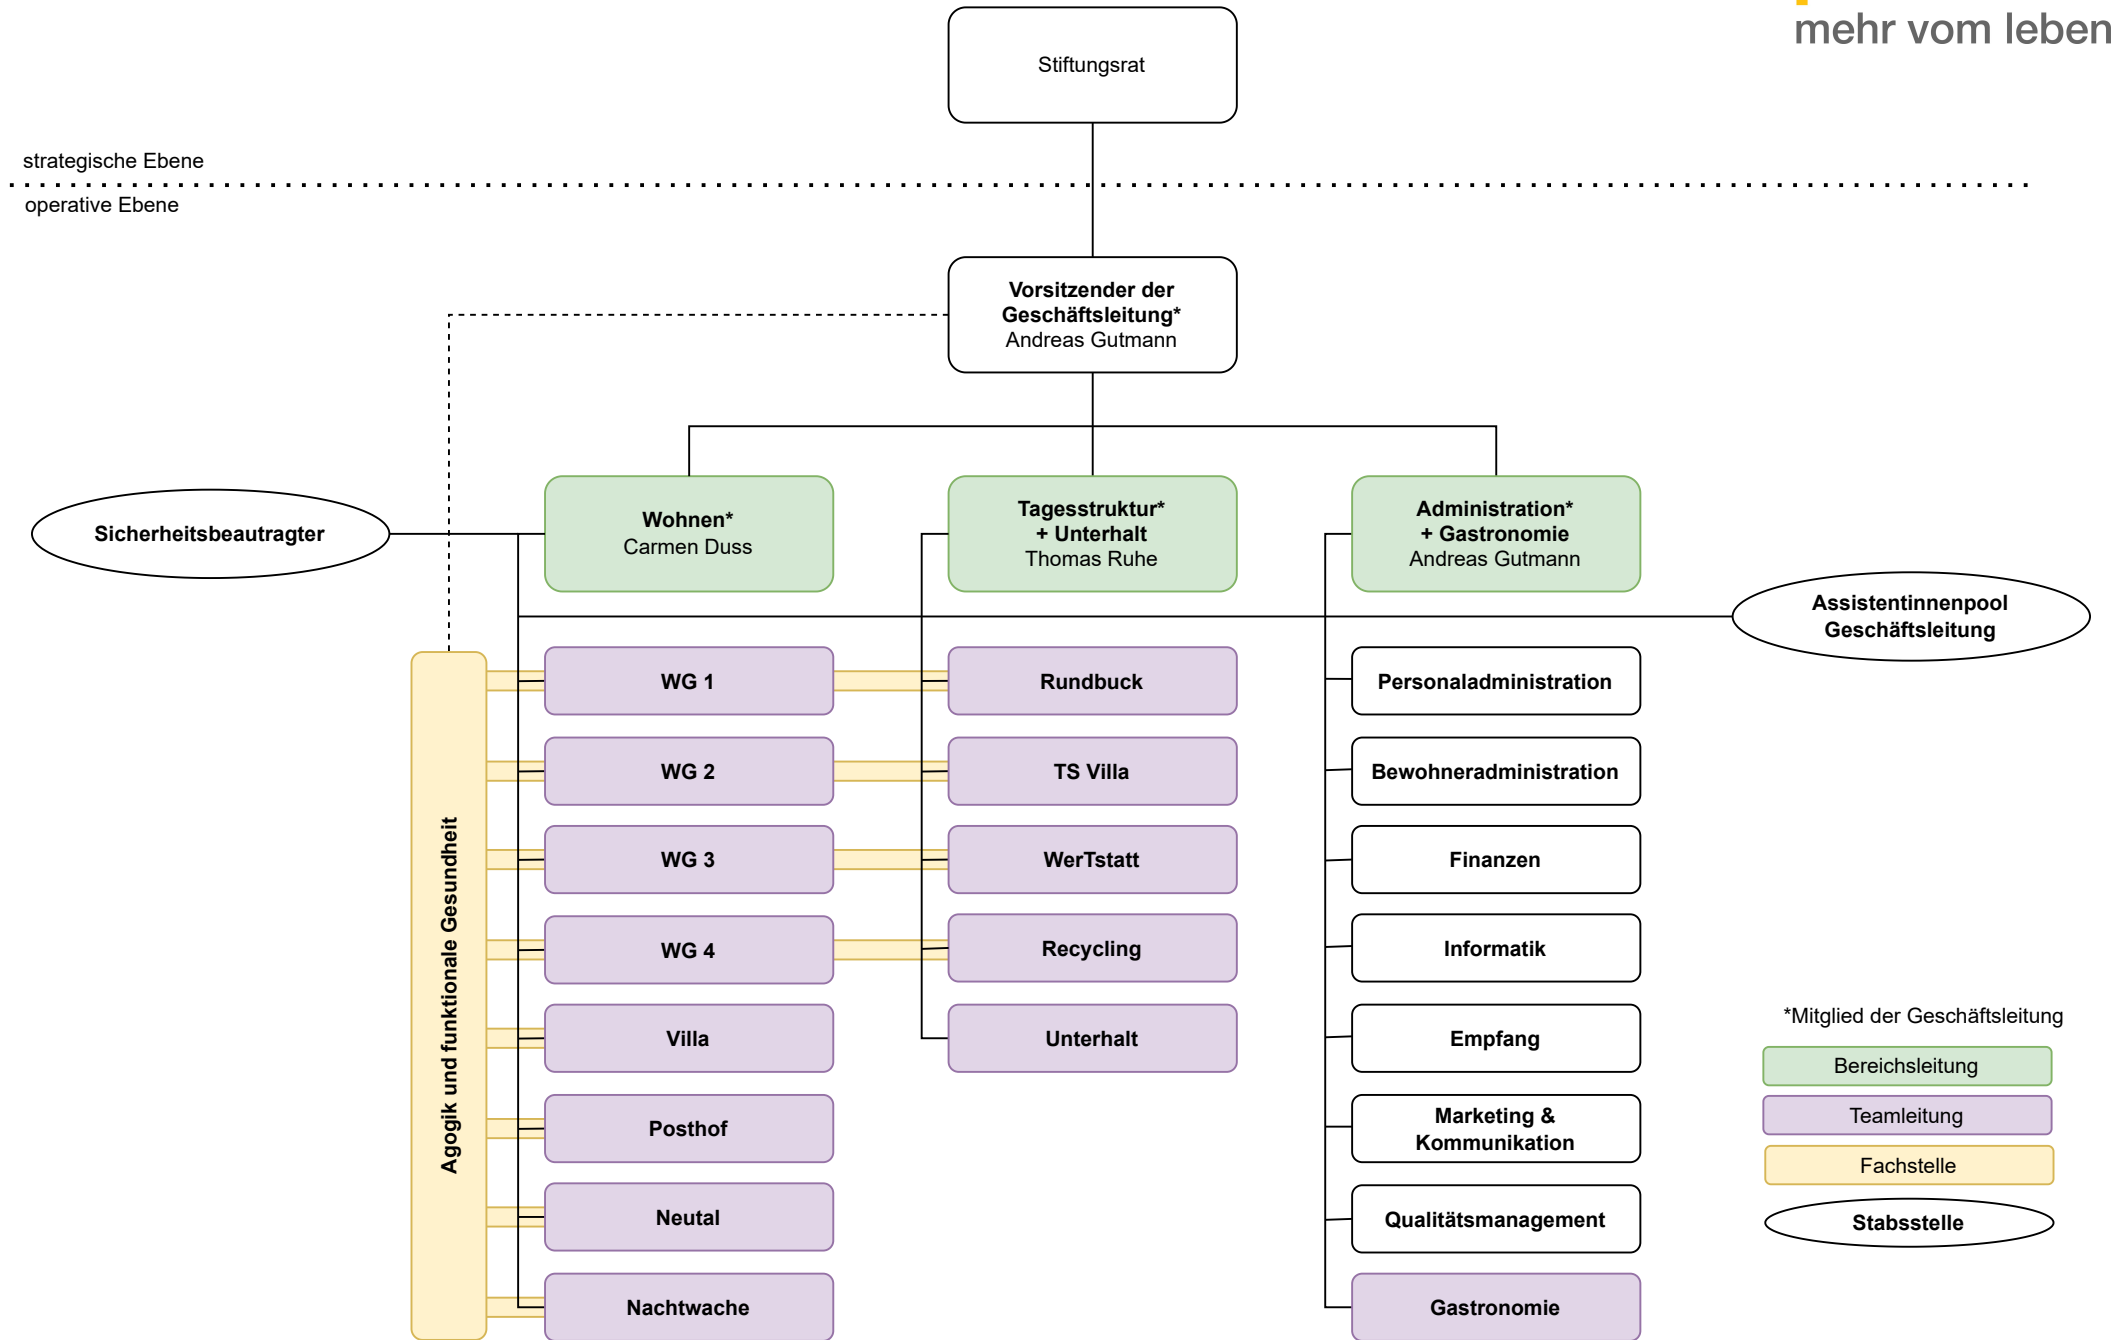 mehr vom leben
Stiftungsrat
strategische Ebene
operative Ebene
Vorsitzender der
Geschäftsleitung*
Andreas Gutmann
Sicherheitsbeautragter
Wohnen*
Carmen Duss
Tagesstruktur*
+ Unterhalt
Thomas Ruhe
Administration*
+ Gastronomie
Andreas Gutmann
Assistentinnenpool
Geschäftsleitung
Agogik und funktionale Gesundheit
WG 1
WG 2
WG 3
WG 4
Villa
Posthof
Neutal
Nachtwache
Rundbuck
TS Villa
WerTstatt
Recycling
Unterhalt
Personaladministration
Bewohneradministration
Finanzen
Informatik
Empfang
Marketing &
Kommunikation
Qualitätsmanagement
Gastronomie
*Mitglied der Geschäftsleitung
Bereichsleitung
Teamleitung
Fachstelle
Stabsstelle